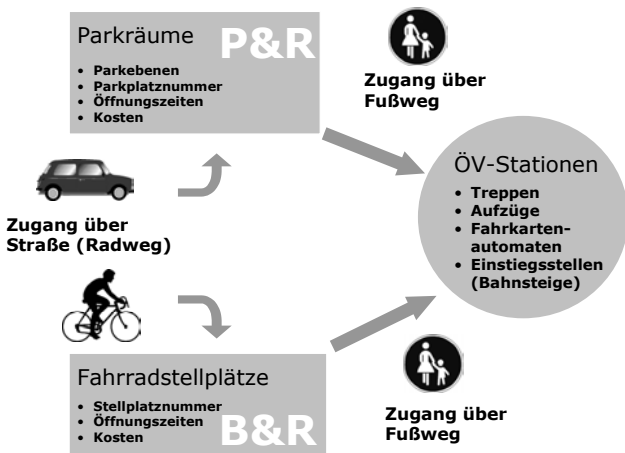 Parkräume
P&R
• Parkebenen
• Parkplatznummer
• Öffnungszeiten
• Kosten
Zugang über
Fußweg
Zugang über
Straße (Radweg)
ÖV-Stationen
• Treppen
• Aufzüge
• Fahrkarten-
automaten
• Einstiegsstellen
(Bahnsteige)
Fahrradstellplätze
• Stellplatznummer
• Öffnungszeiten
• Kosten
B&R
Zugang über
Fußweg